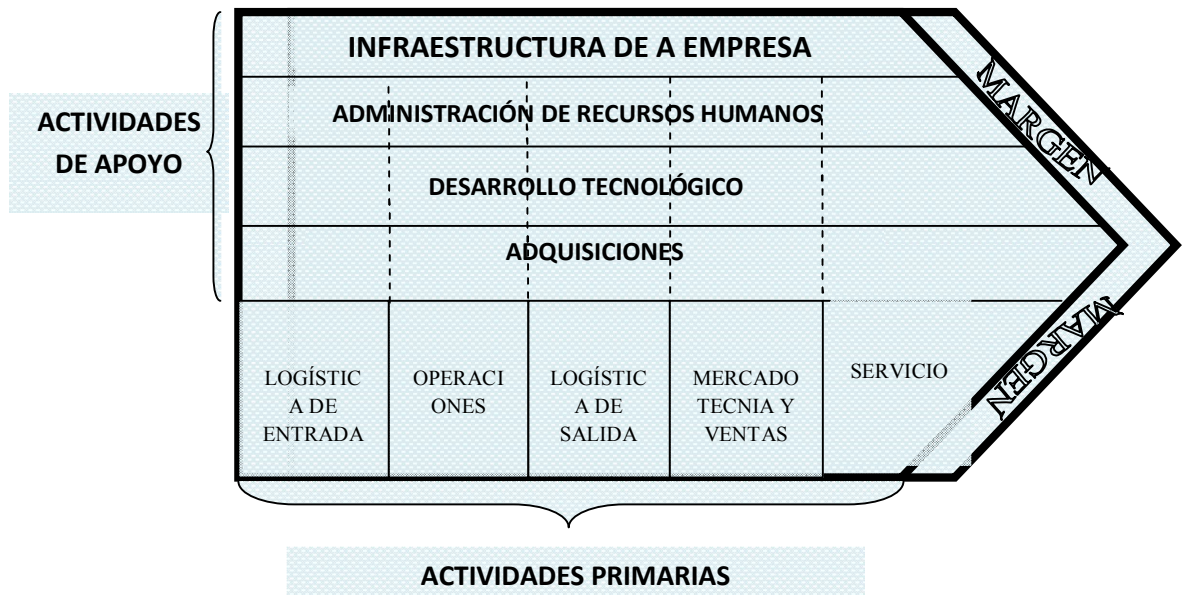 INFRAESTRUCTURA DE A EMPRESA
MARGEN
ACTIVIDADES
DE APOYO
ADMINISTRACIÓN DE RECURSOS HUMANOS
DESARROLLO TECNOLÓGICO
ADQUISICIONES
LOGÍSTIC
A DE
ENTRADA
OPERACI
ONES
LOGÍSTIC
A DE
SALIDA
MERCADO
TECNIA Y
VENTAS
SERVICIO
MARGEN
ACTIVIDADES PRIMARIAS